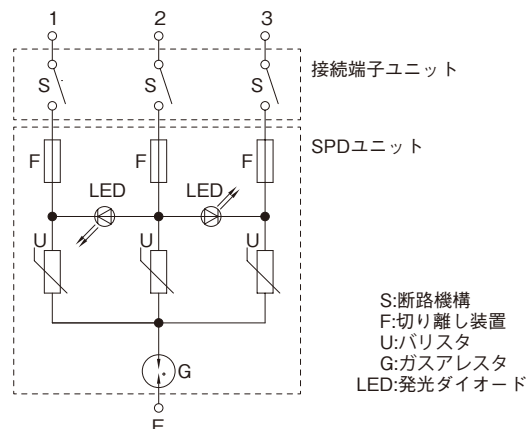 1 2 3
接続端子ユニット
S S S
SPDユニット
F F F
LED LED
U U U
S:断路機構
F:切り離し装置
U:バリスタ
G:ガスアレスタ
LED:発光ダイオード
G
E